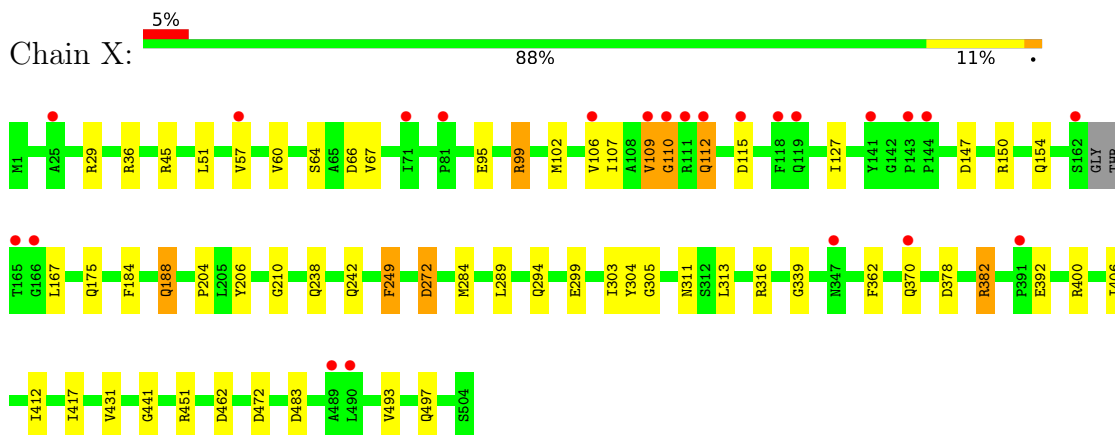 5%
Chain X:
88% 11% •
M1 A25 R29 R36 R45 L51 V57 V60 S64 A65 D66 V67 I71 P81 E95 R99 M102 V106 I107 A108 V109 G110 R111 Q112 D115 F118 Q119 I127 Y141 G142 P143 P144 D147 R150 Q154 S162 GLY THR
T165 G166 L167 Q175 F184 Q188 P204 L205 Y206 G210 Q238 Q242 F249 D272 M284 L289 Q294 E299 I303 Y304 G305 N311 S312 L313 R316 G339 N347 F362 Q370 D378 R382 P391 E392 R400 I406
I412 I417 V431 G441 R451 D462 D472 D483 A489 L490 V493 Q497 S504